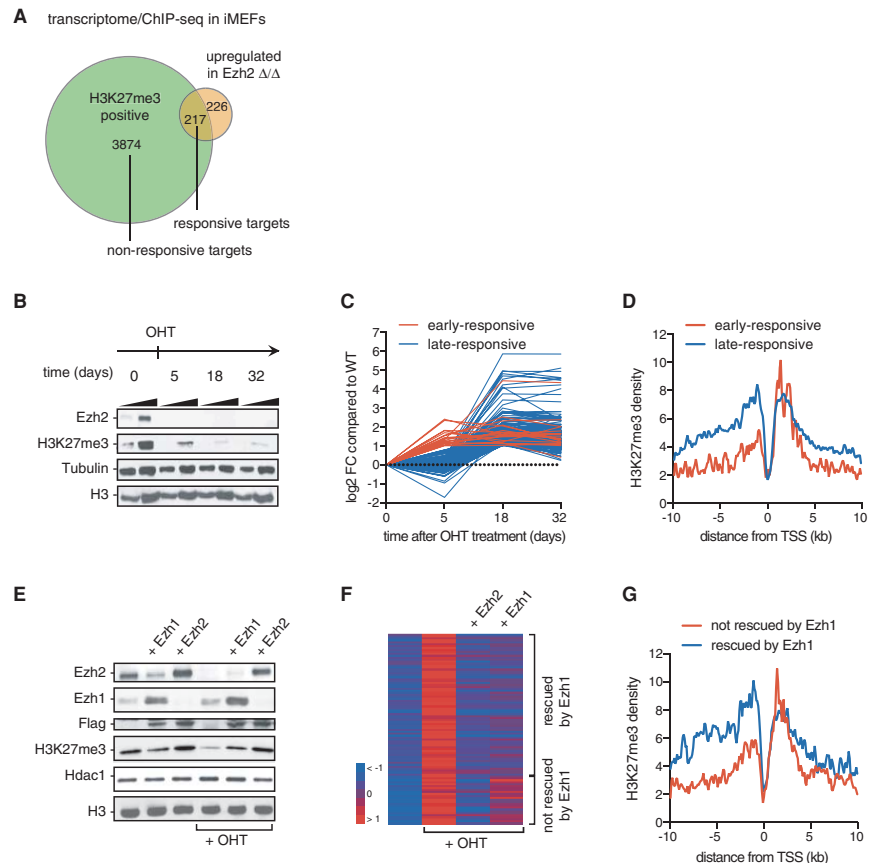 A transcriptome/ChIP-seq in iMEFs
upregulated
in Ezh2 Δ/Δ
H3K27me3
positive
226
217
3874
responsive targets
non-responsive targets
B
OHT
time (days) 0 5 18 32
Ezh2
H3K27me3
Tubulin
H3
C
early-responsive
late-responsive
7
6
5
4
3
2
1
0
-1
-2
log2 FC compared to WT
0 5 18 32
time after OHT treatment (days)
D
early-responsive
late-responsive
12
10
8
6
4
2
0
H3K27me3 density
-10 -5 0 5 10
distance from TSS (kb)
E
+ Ezh1
+ Ezh2
+ Ezh1
+ Ezh2
Ezh2
Ezh1
Flag
H3K27me3
Hdac1
H3
+ OHT
F
+ Ezh2
+ Ezh1
rescued
by Ezh1
not rescued
by Ezh1
< -1
0
> 1
+ OHT
G
not rescued by Ezh1
rescued by Ezh1
12
10
8
6
4
2
0
H3K27me3 density
-10 -5 0 5 10
distance from TSS (kb)